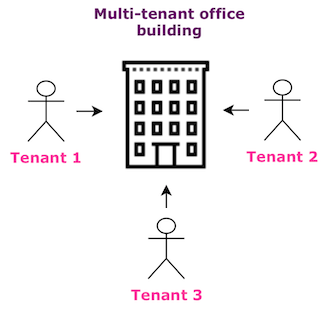 Multi-tenant office
building
Tenant 1
Tenant 2
Tenant 3